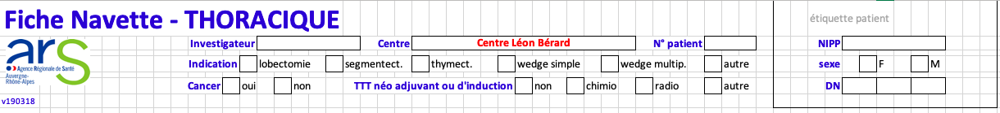 Fiche Navette - THORACIQUE
étiquette patient
Investigateur Centre Centre Léon Bérard N° patient NIPP
ars
Agence Régionale de Santé
Auvergne-
Rhône-Alpes
Indication lobectomie segmentect. thymect. wedge simple wedge multip. autre sexe F M
Cancer oui non TTT néo adjuvant ou d'induction non chimio radio autre DN
v190318